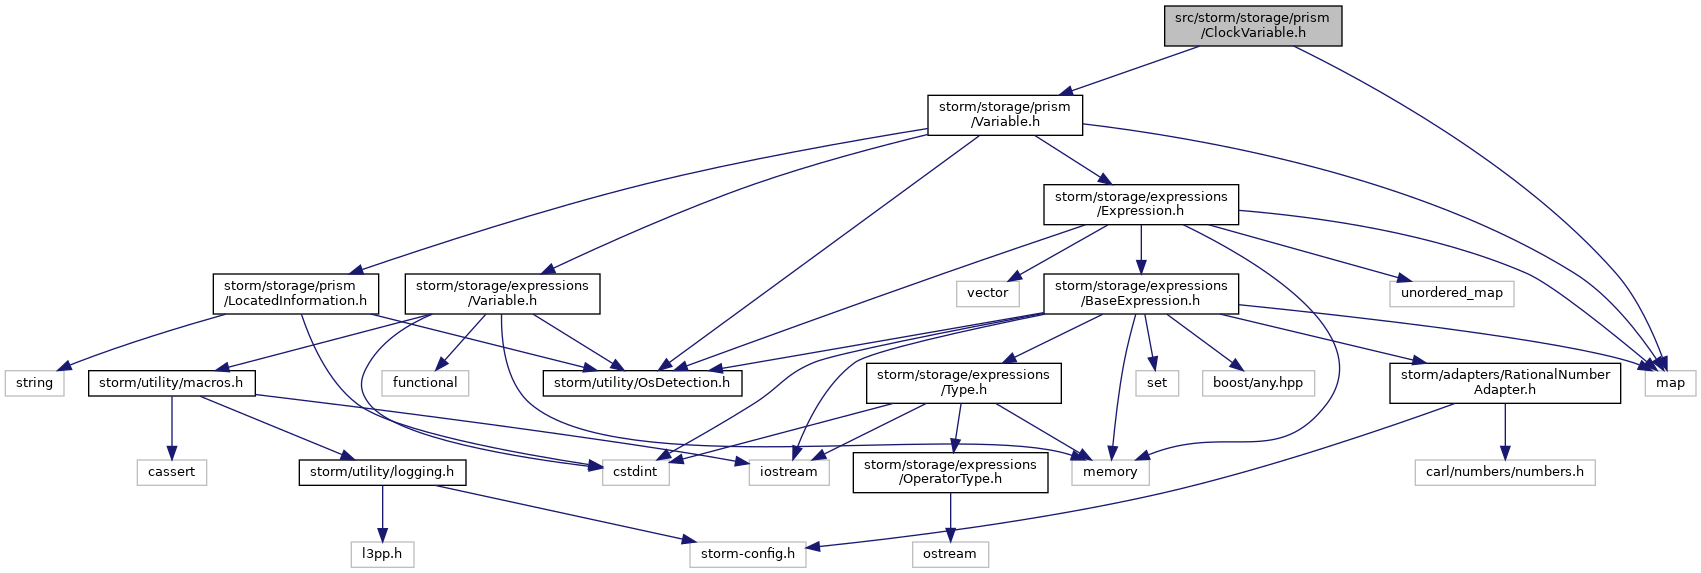 src/storm/storage/prism
/ClockVariable.h
storm/storage/prism
/Variable.h
storm/storage/expressions
/Expression.h
storm/storage/prism
/LocatedInformation.h
storm/storage/expressions
/Variable.h
vector
storm/storage/expressions
/BaseExpression.h
unordered_map
string
storm/utility/macros.h
functional
storm/utility/OsDetection.h
storm/storage/expressions
/Type.h
set
boost/any.hpp
storm/adapters/RationalNumber
Adapter.h
map
cassert
storm/utility/logging.h
cstdint
iostream
storm/storage/expressions
/OperatorType.h
memory
carl/numbers/numbers.h
l3pp.h
storm-config.h
ostream